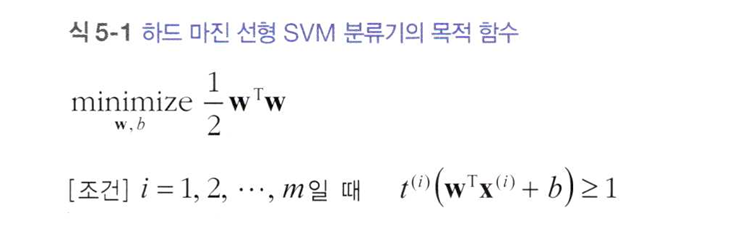 식 5-1 하드 마진 선형 SVM 분류기의 목적 함수
minimize 1/2 wᵀw
w, b
[조건] i = 1, 2, ⋯, m일 때 t⁽ⁱ⁾(wᵀx⁽ⁱ⁾ + b) ≥ 1